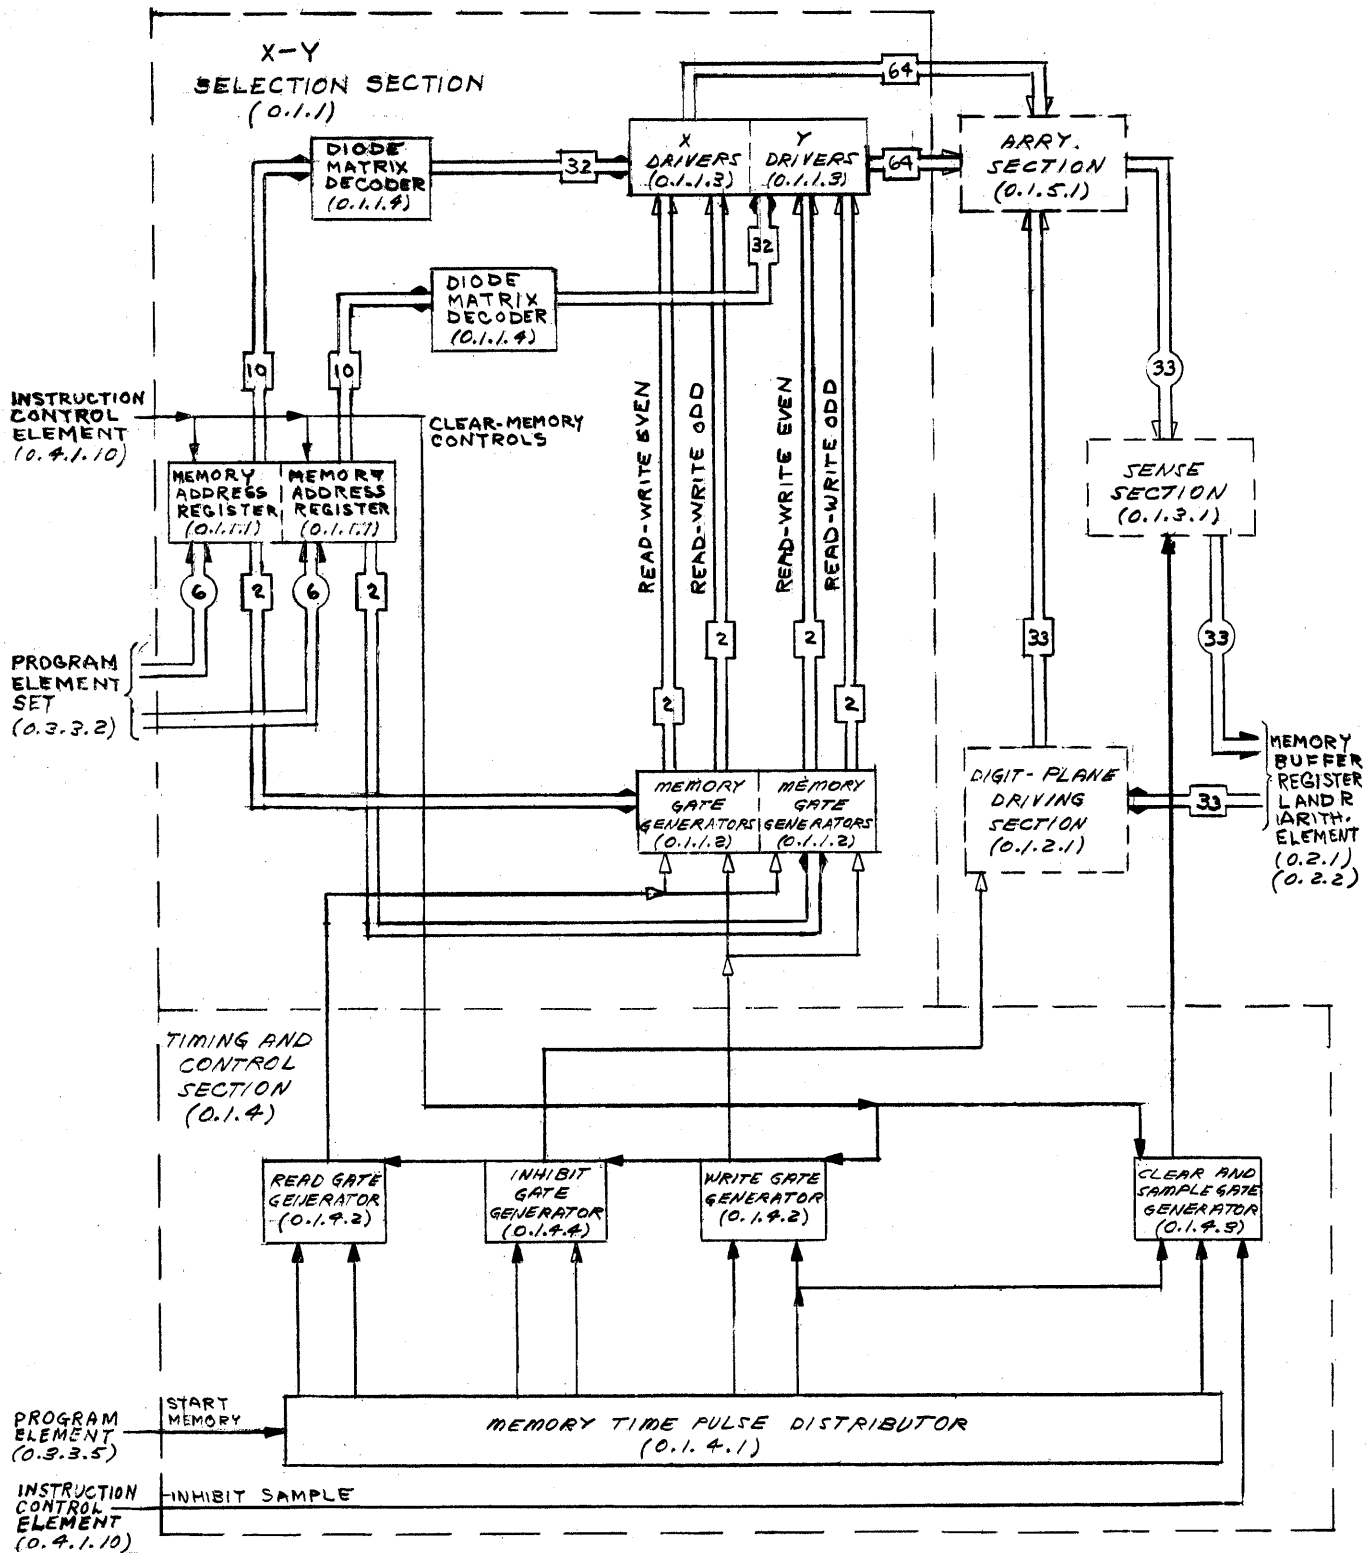 X-Y
SELECTION SECTION
(0.1.1)
64
DIODE
MATRIX
DECODER
(0.1.1.4)
32
X
DRIVERS
(0.1.1.3)
Y
DRIVERS
(0.1.1.3)
64
ARRY.
SECTION
(0.1.5.1)
32
DIODE
MATRIX
DECODER
(0.1.1.4)
10
10
33
INSTRUCTION
CONTROL
ELEMENT
(0.4.1.10)
CLEAR-MEMORY
CONTROLS
READ-WRITE EVEN
READ-WRITE ODD
READ-WRITE EVEN
READ-WRITE ODD
MEMORY
ADDRESS
REGISTER
(0.1.1.1)
MEMORY
ADDRESS
REGISTER
(0.1.1.1)
SENSE
SECTION
(0.1.3.1)
6
2
6
2
2
2
33
33
PROGRAM
ELEMENT
SET
(0.3.3.2)
2
2
MEMORY
GATE
GENERATORS
(0.1.1.2)
MEMORY
GATE
GENERATORS
(0.1.1.2)
DIGIT-PLANE
DRIVING
SECTION
(0.1.2.1)
33
MEMORY
BUFFER
REGISTER
L AND R
ARITH.
ELEMENT
(0.2.1)
(0.2.2)
TIMING AND
CONTROL
SECTION
(0.1.4)
READ GATE
GENERATOR
(0.1.4.2)
INHIBIT
GATE
GENERATOR
(0.1.4.4)
WRITE GATE
GENERATOR
(0.1.4.2)
CLEAR AND
SAMPLE GATE
GENERATOR
(0.1.4.3)
PROGRAM
ELEMENT
(0.3.3.5)
START
MEMORY
MEMORY TIME PULSE DISTRIBUTOR
(0.1.4.1)
INSTRUCTION
CONTROL
ELEMENT
(0.4.1.10)
INHIBIT SAMPLE